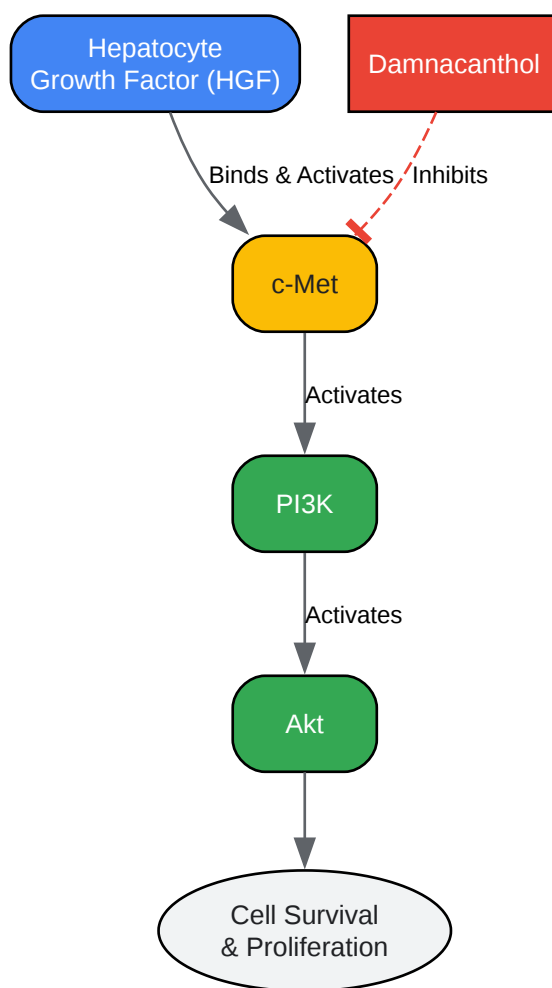 Hepatocyte
Growth Factor (HGF)
Damnacanthol
Binds & Activates
Inhibits
c-Met
Activates
PI3K
Activates
Akt
Cell Survival
& Proliferation